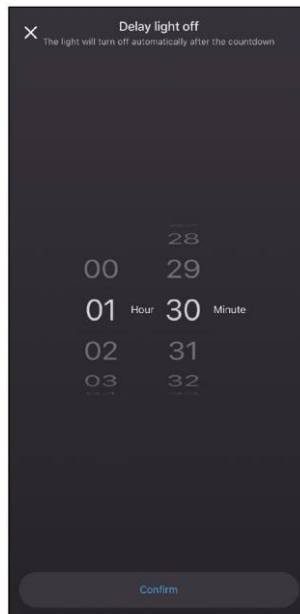 Delay light off
The light will turn off automatically after the countdown
28
00 29
01 Hour 30 Minute
02 31
03 32
Confirm